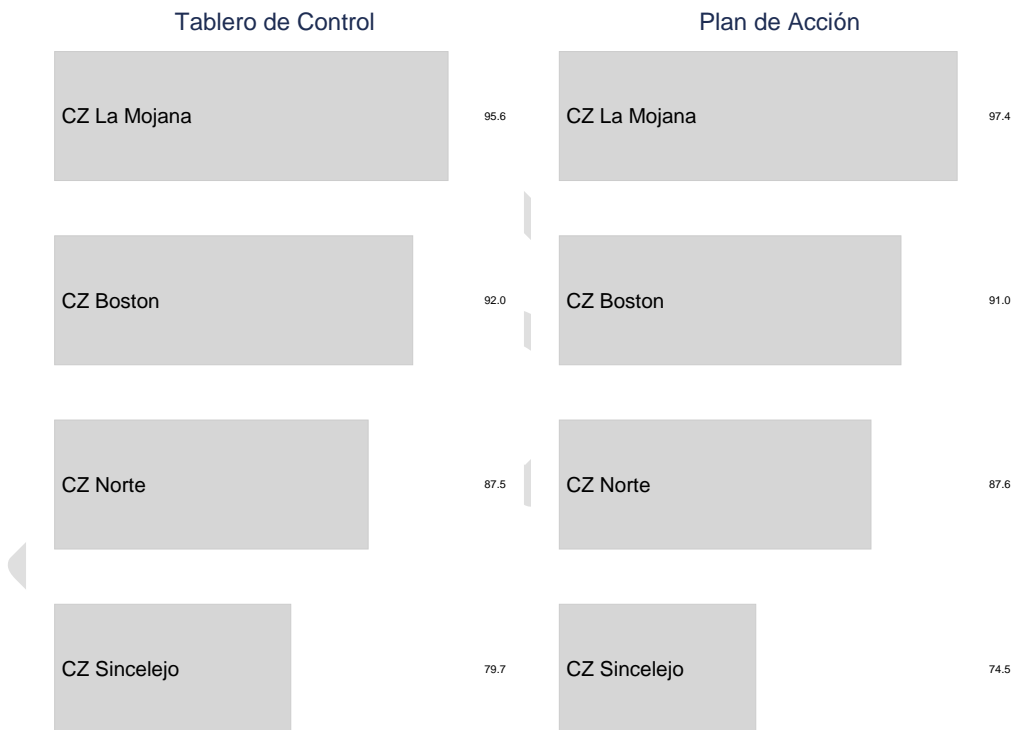 Tablero de Control
CZ La Mojana 95.6
CZ Boston 92.0
CZ Norte 87.5
CZ Sincelejo 79.7
Plan de Acción
CZ La Mojana 97.4
CZ Boston 91.0
CZ Norte 87.6
CZ Sincelejo 74.5